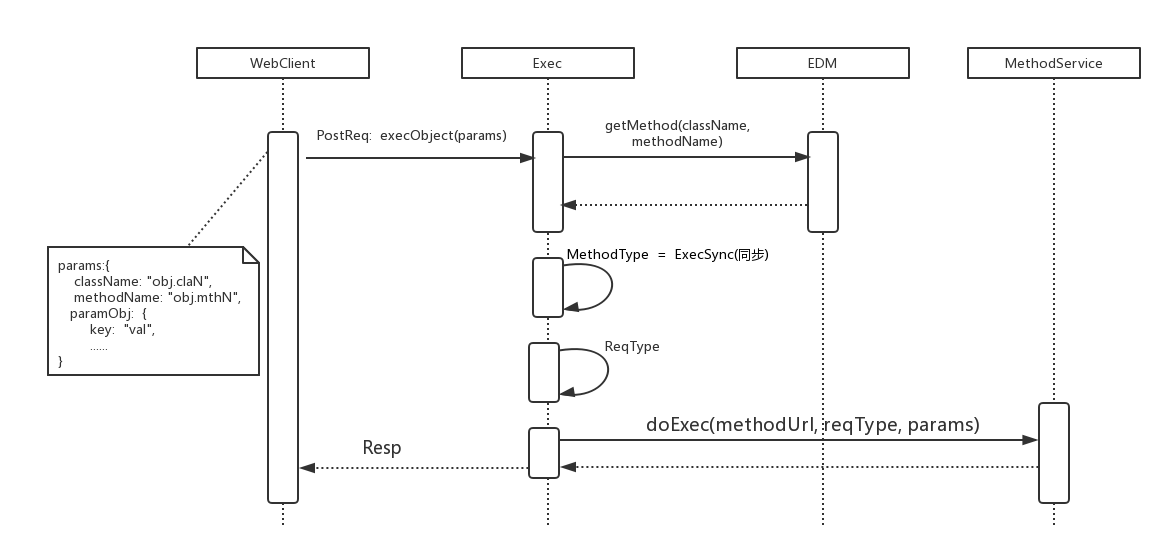 WebClient
Exec
EDM
MethodService
PostReq: execObject(params)
getMethod(className,
methodName)
MethodType = ExecSync(同步)
params:{
className: "obj.claN",
methodName: "obj.mthN",
paramObj: {
key: "val",
......
}
ReqType
doExec(methodUrl, reqType, params)
Resp